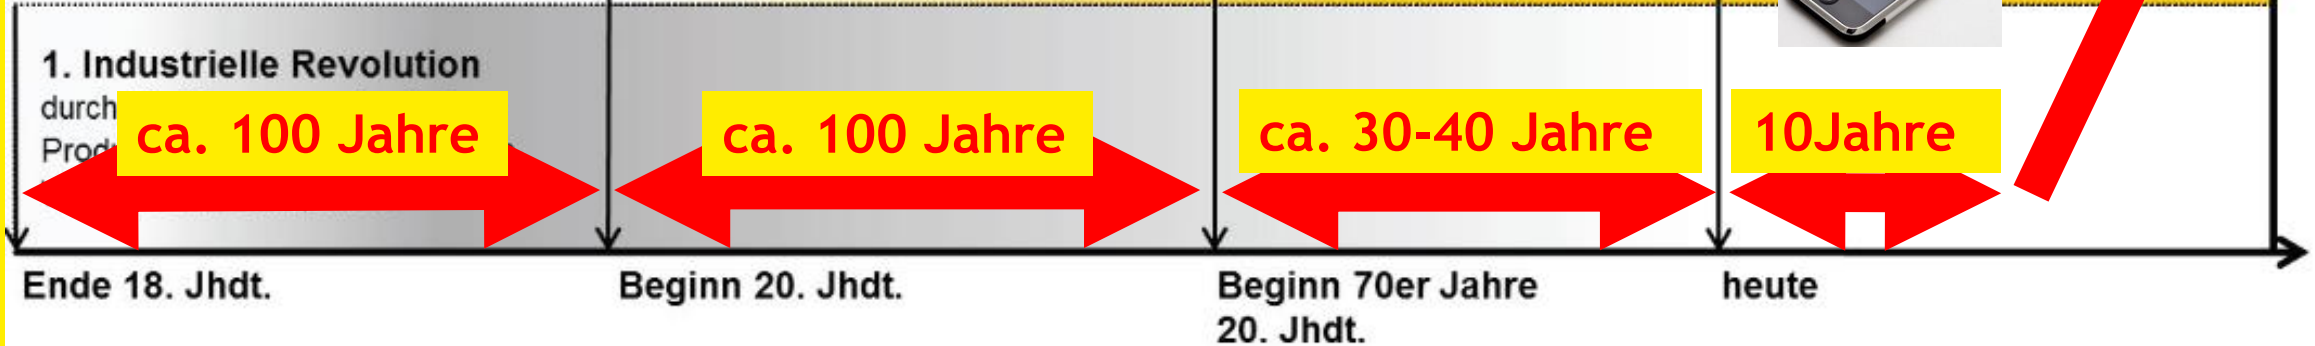 1. Industrielle Revolution
durch
Prod
ca. 100 Jahre
ca. 100 Jahre
ca. 30-40 Jahre
10Jahre
Ende 18. Jhdt.
Beginn 20. Jhdt.
Beginn 70er Jahre
20. Jhdt.
heute